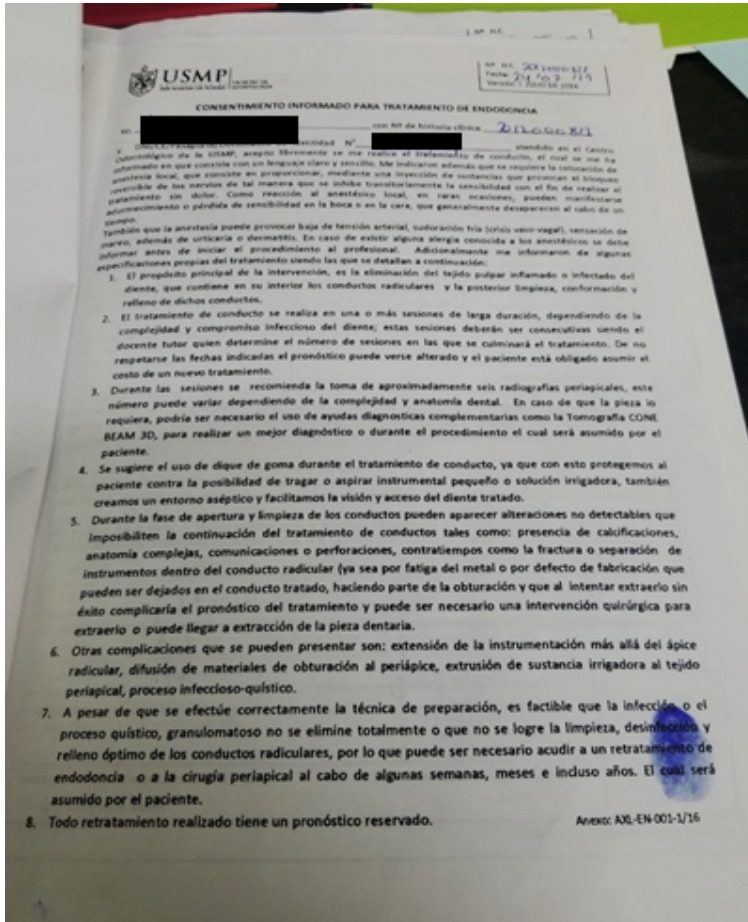 Nº H.C.
USMP
UNIVERSIDAD DE SAN MARTIN DE PORRES
FACULTAD DE ODONTOLOGÍA
Nº H.C.
Fecha: 24/07/19
Versión: 1 JULIO DE 2016
CONSENTIMIENTO INFORMADO PARA TRATAMIENTO DE ENDODONCIA
con Nº de historia clínica
identidad Nº atendido en el Centro
Odontológico de la USMP, acepto libremente se me realice el tratamiento de conducto, el cual se me ha
informado en que consiste con un lenguaje claro y sencillo. Me indicaron además que se requiere la colocación de
anestesia local, que consiste en proporcionar, mediante una inyección de sustancias que provocan el bloqueo
reversible de los nervios de tal manera que se inhibe transitoriamente la sensibilidad con el fin de realizar el
tratamiento sin dolor. Como reacción al anestésico local, en raras ocasiones, pueden manifestarse
adormecimiento o pérdida de sensibilidad en la boca o en la cara, que generalmente desaparecen al cabo de un
tiempo.
También que la anestesia puede provocar baja de tensión arterial, sudoración fría (crisis vaso-vagal), sensación de
mareo, además de urticaria o dermatitis. En caso de existir alguna alergia conocida a los anestésicos se debe
informar antes de iniciar el procedimiento al profesional. Adicionalmente me informaron de algunas
especificaciones propias del tratamiento siendo las que se detallan a continuación:
1. El propósito principal de la intervención, es la eliminación del tejido pulpar inflamado o infectado del
diente, que contiene en su interior los conductos radiculares y la posterior limpieza, conformación y
relleno de dichos conductos.
2. El tratamiento de conducto se realiza en una o más sesiones de larga duración, dependiendo de la
complejidad y compromiso infeccioso del diente; estas sesiones deberán ser consecutivas siendo el
docente tutor quien determine el número de sesiones en las que se culminará el tratamiento. De no
respetarse las fechas indicadas el pronóstico puede verse alterado y el paciente está obligado asumir el
costo de un nuevo tratamiento.
3. Durante las sesiones se recomienda la toma de aproximadamente seis radiografías periapicales, este
número puede variar dependiendo de la complejidad y anatomía dental. En caso de que la pieza lo
requiera, podría ser necesario el uso de ayudas diagnosticas complementarias como la Tomografía CONE
BEAM 3D, para realizar un mejor diagnóstico o durante el procedimiento el cual será asumido por el
paciente.
4. Se sugiere el uso de dique de goma durante el tratamiento de conducto, ya que con esto protegemos al
paciente contra la posibilidad de tragar o aspirar instrumental pequeño o solución irrigadora, también
creamos un entorno aséptico y facilitamos la visión y acceso del diente tratado.
5. Durante la fase de apertura y limpieza de los conductos pueden aparecer alteraciones no detectables que
imposibiliten la continuación del tratamiento de conductos tales como: presencia de calcificaciones,
anatomía complejas, comunicaciones o perforaciones, contratiempos como la fractura o separación de
instrumentos dentro del conducto radicular (ya sea por fatiga del metal o por defecto de fabricación que
pueden ser dejados en el conducto tratado, haciendo parte de la obturación y que al intentar extraerlo sin
éxito complicaría el pronóstico del tratamiento y puede ser necesario una intervención quirúrgica para
extraerlo o puede llegar a extracción de la pieza dentaria.
6. Otras complicaciones que se pueden presentar son: extensión de la instrumentación más allá del ápice
radicular, difusión de materiales de obturación al periápice, extrusión de sustancia irrigadora al tejido
periapical, proceso infeccioso-quístico.
7. A pesar de que se efectúe correctamente la técnica de preparación, es factible que la infección o el
proceso quístico, granulomatoso no se elimine totalmente o que no se logre la limpieza, desinfección y
relleno óptimo de los conductos radiculares, por lo que puede ser necesario acudir a un retratamiento de
endodoncia o a la cirugía periapical al cabo de algunas semanas, meses e incluso años. El cual será
asumido por el paciente.
8. Todo retratamiento realizado tiene un pronóstico reservado.
Anexo: AXL-EN-001-1/16